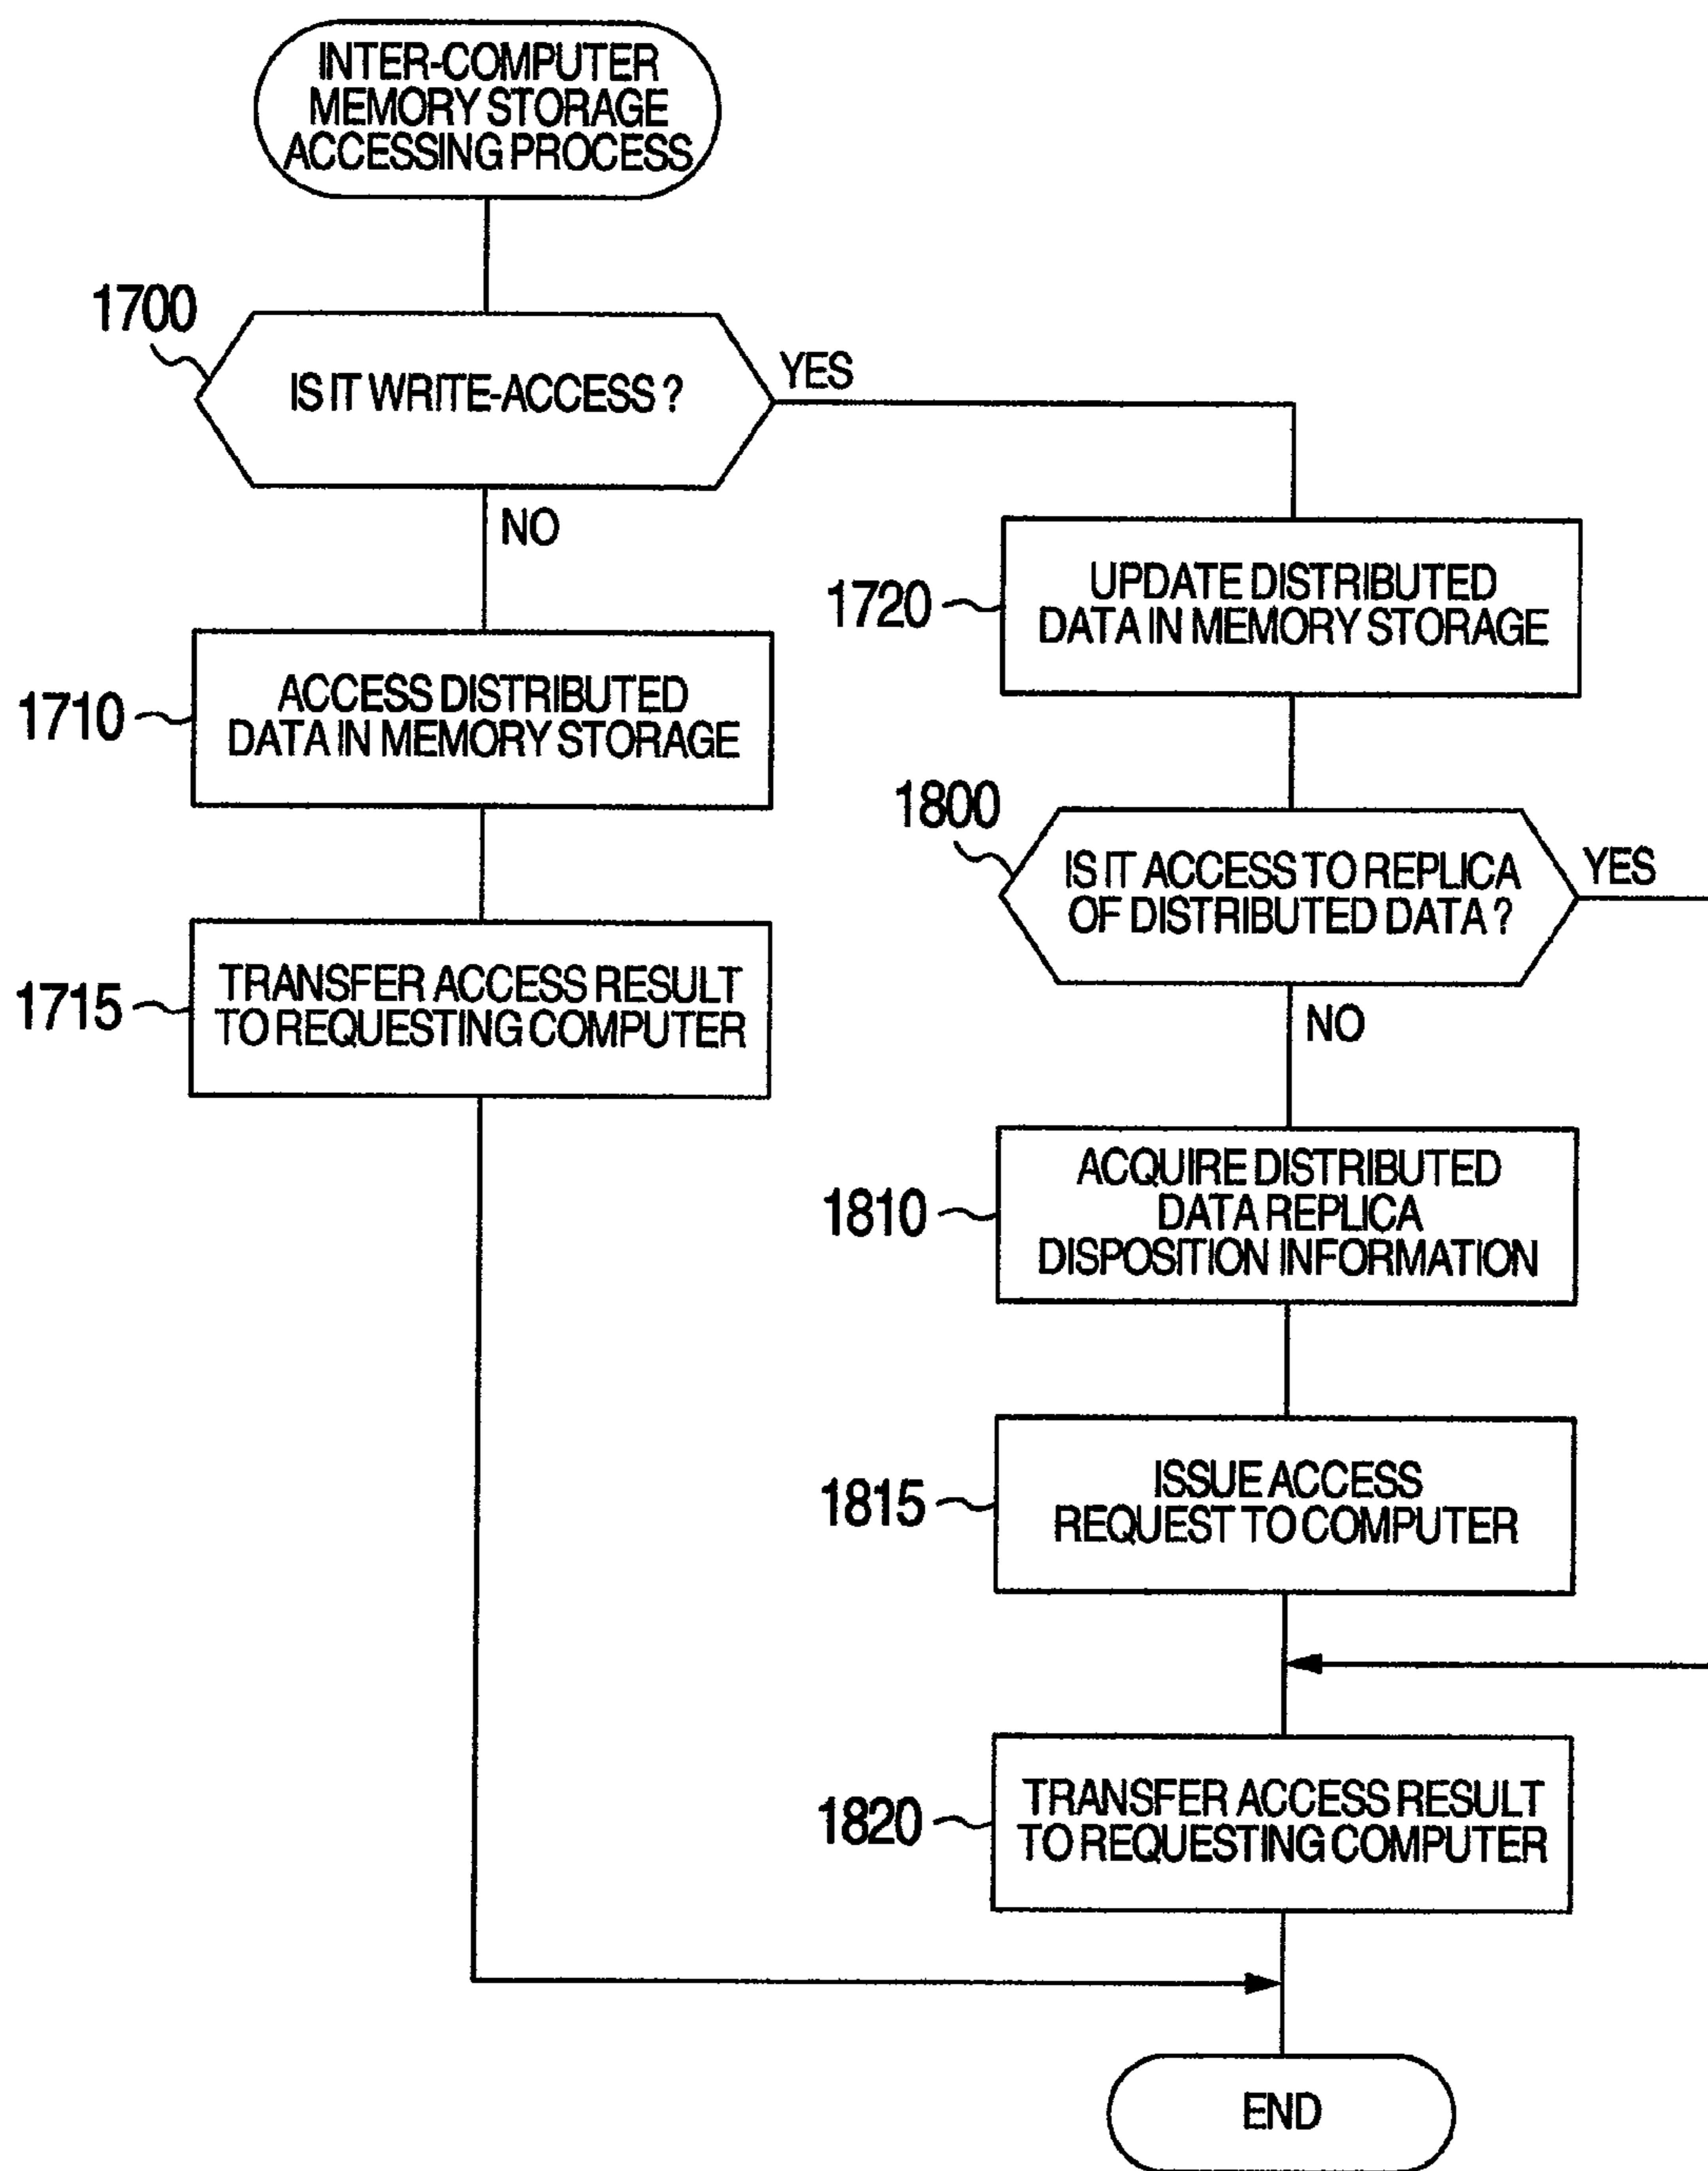 INTER-COMPUTER
MEMORY STORAGE
ACCESSING PROCESS
1700
IS IT WRITE-ACCESS ?
YES
NO
1710
ACCESS DISTRIBUTED
DATA IN MEMORY STORAGE
1715
TRANSFER ACCESS RESULT
TO REQUESTING COMPUTER
1720
UPDATE DISTRIBUTED
DATA IN MEMORY STORAGE
1800
IS IT ACCESS TO REPLICA
OF DISTRIBUTED DATA ?
YES
NO
1810
ACQUIRE DISTRIBUTED
DATA REPLICA
DISPOSITION INFORMATION
1815
ISSUE ACCESS
REQUEST TO COMPUTER
1820
TRANSFER ACCESS RESULT
TO REQUESTING COMPUTER
END